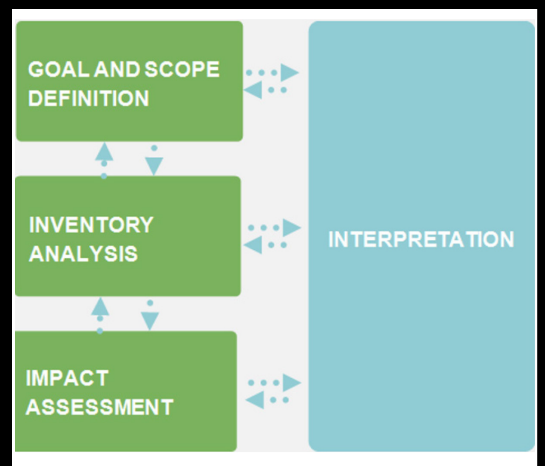 GOAL AND SCOPE
DEFINITION
INVENTORY
ANALYSIS
INTERPRETATION
IMPACT
ASSESSMENT